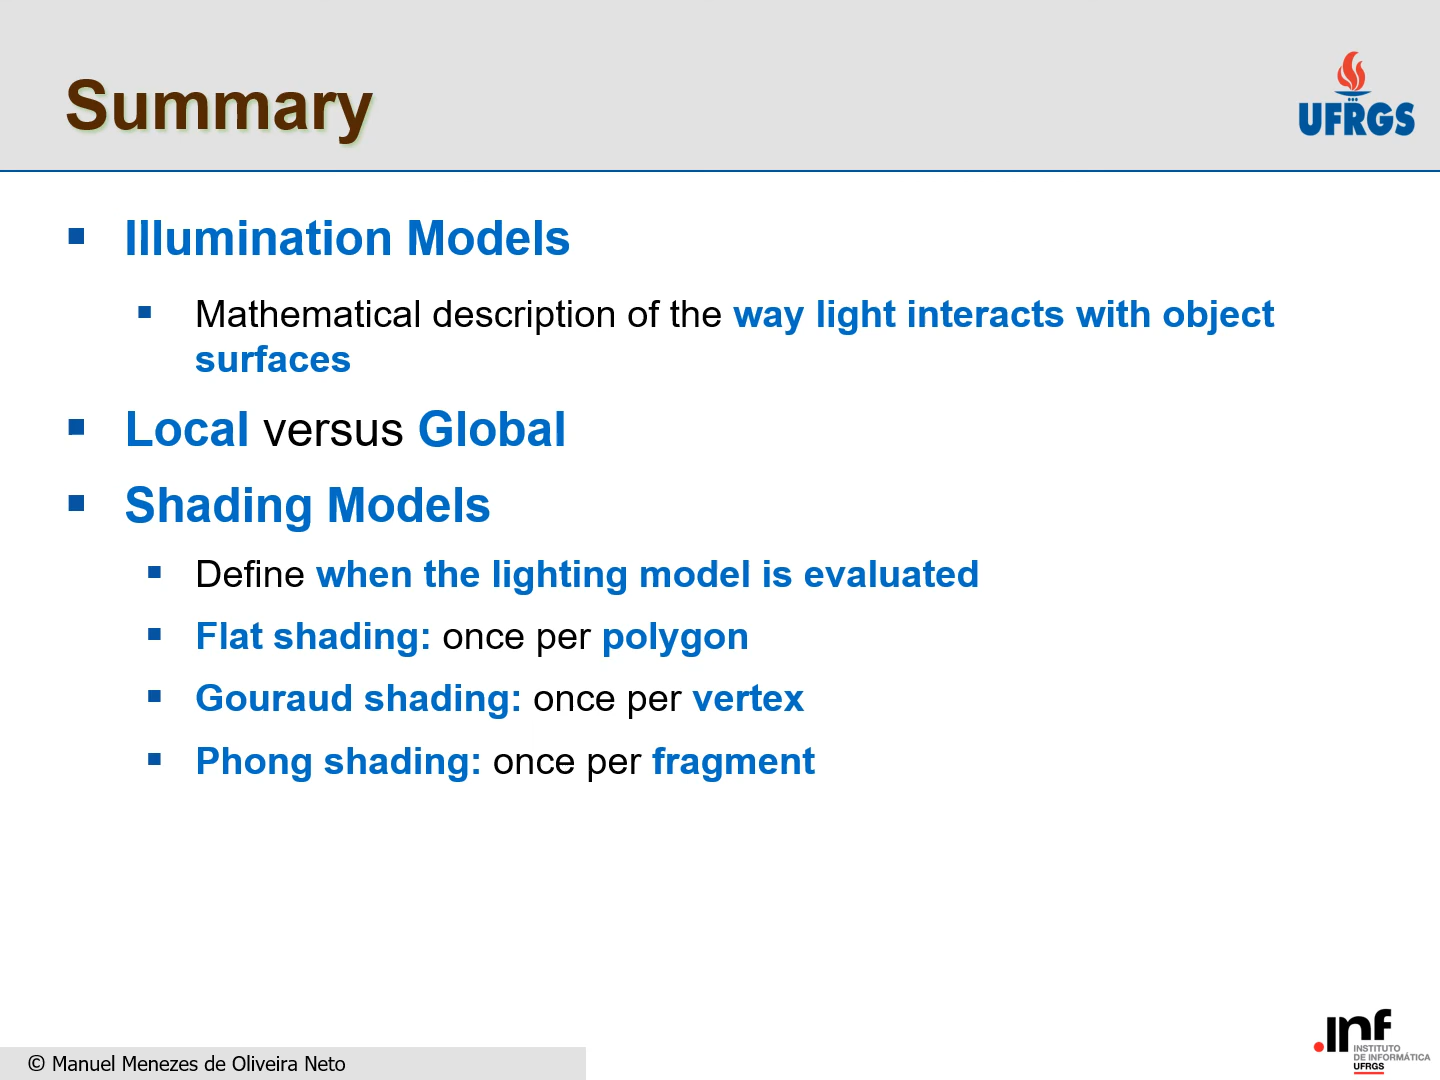 Summary
UFRGS
Illumination Models
Mathematical description of the way light interacts with object
surfaces
Local versus Global
Shading Models
Define when the lighting model is evaluated
Flat shading: once per polygon
Gouraud shading: once per vertex
Phong shading: once per fragment
© Manuel Menezes de Oliveira Neto
.inf
INSTITUTO
DE INFORMÁTICA
UFRGS